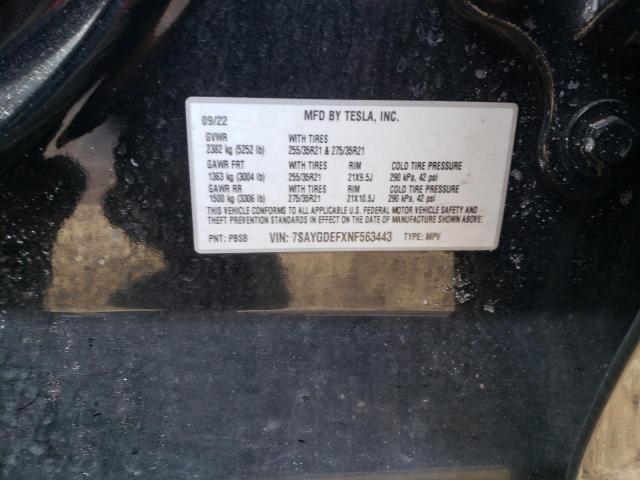 09/22 MFD BY TESLA, INC.
GVWR WITH TIRES
2382 kg (5252 lb) 255/35R21 & 275/35R21
GAWR FRT WITH TIRES RIM COLD TIRE PRESSURE
1363 kg (3004 lb) 255/35R21 21X9.5J 290 kPa, 42 psi
GAWR RR WITH TIRES RIM COLD TIRE PRESSURE
1500 kg (3306 lb) 275/35R21 21X10.5J 290 kPa, 42 psi
THIS VEHICLE CONFORMS TO ALL APPLICABLE U.S. FEDERAL MOTOR VEHICLE SAFETY AND
THEFT PREVENTION STANDARDS IN EFFECT ON THE DATE OF MANUFACTURE SHOWN ABOVE.
PNT: PBSB VIN: 7SAYGDEFXNF563443 TYPE: MPV